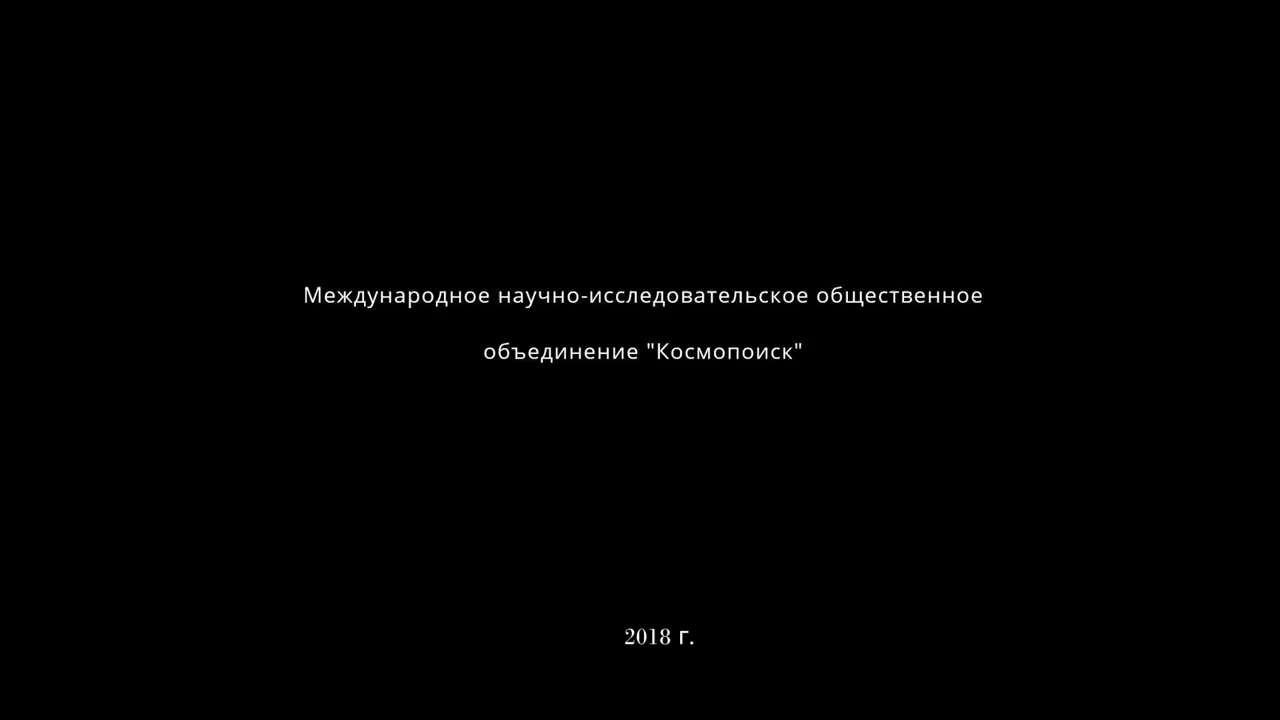 Международное научно-исследовательское общественное
объединение "Космопоиск"
2018 г.